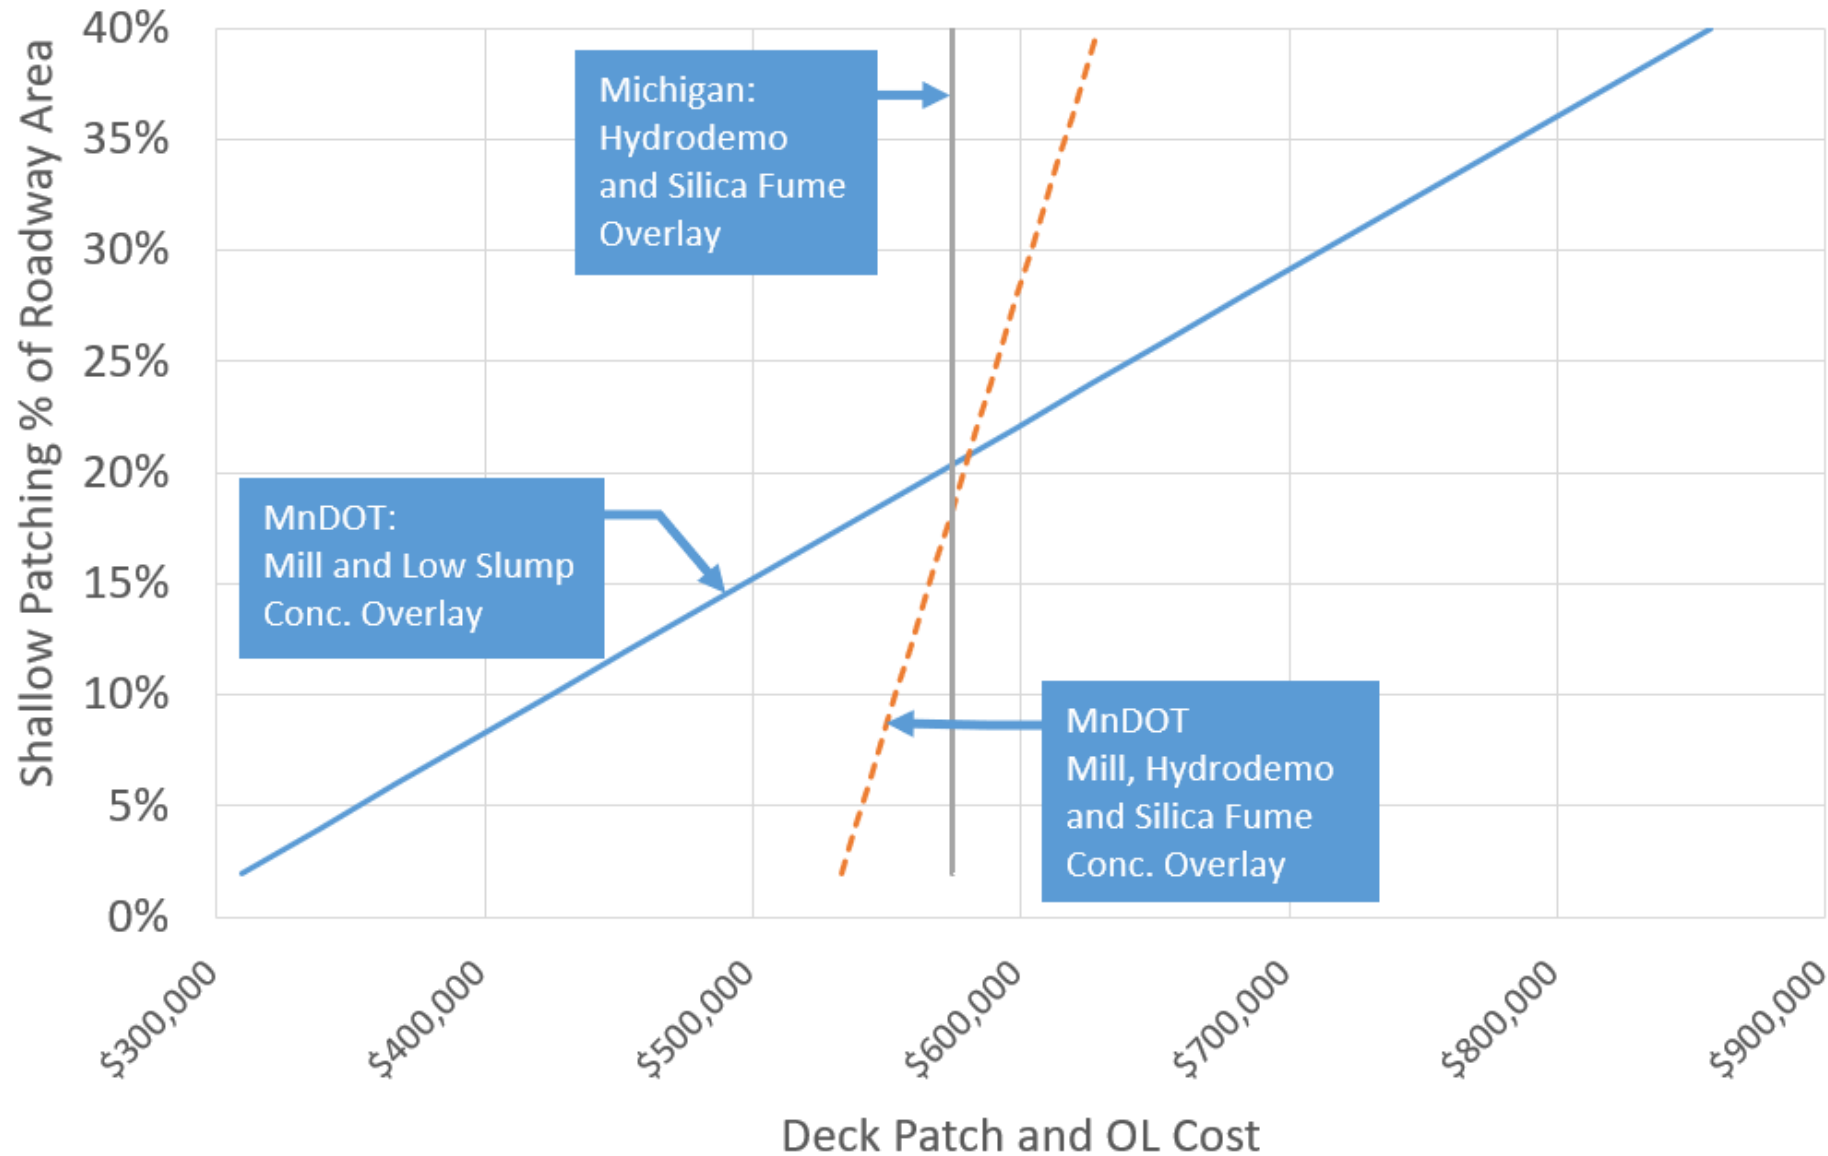 Shallow Patching % of Roadway Area
40%
35%
30%
25%
20%
15%
10%
5%
0%
Michigan:
Hydrodemo
and Silica Fume
Overlay
MnDOT:
Mill and Low Slump
Conc. Overlay
MnDOT
Mill, Hydrodemo
and Silica Fume
Conc. Overlay
$300,000
$400,000
$500,000
$600,000
$700,000
$800,000
$900,000
Deck Patch and OL Cost